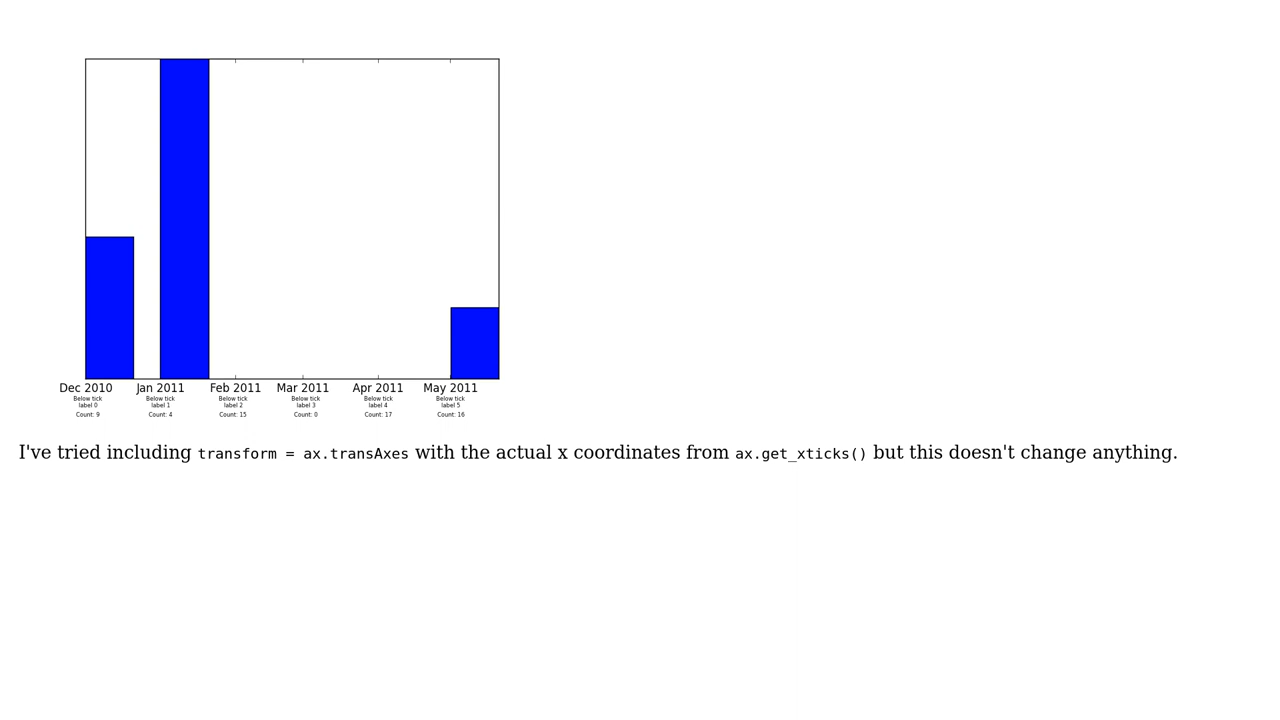 Dec 2010 Jan 2011 Feb 2011 Mar 2011 Apr 2011 May 2011
Below tick Below tick Below tick Below tick Below tick Below tick
label 0 label 1 label 2 label 3 label 4 label 5
Count: 9 Count: 4 Count: 15 Count: 0 Count: 17 Count: 16
I've tried including transform = ax.transAxes with the actual x coordinates from ax.get_xticks() but this doesn't change anything.